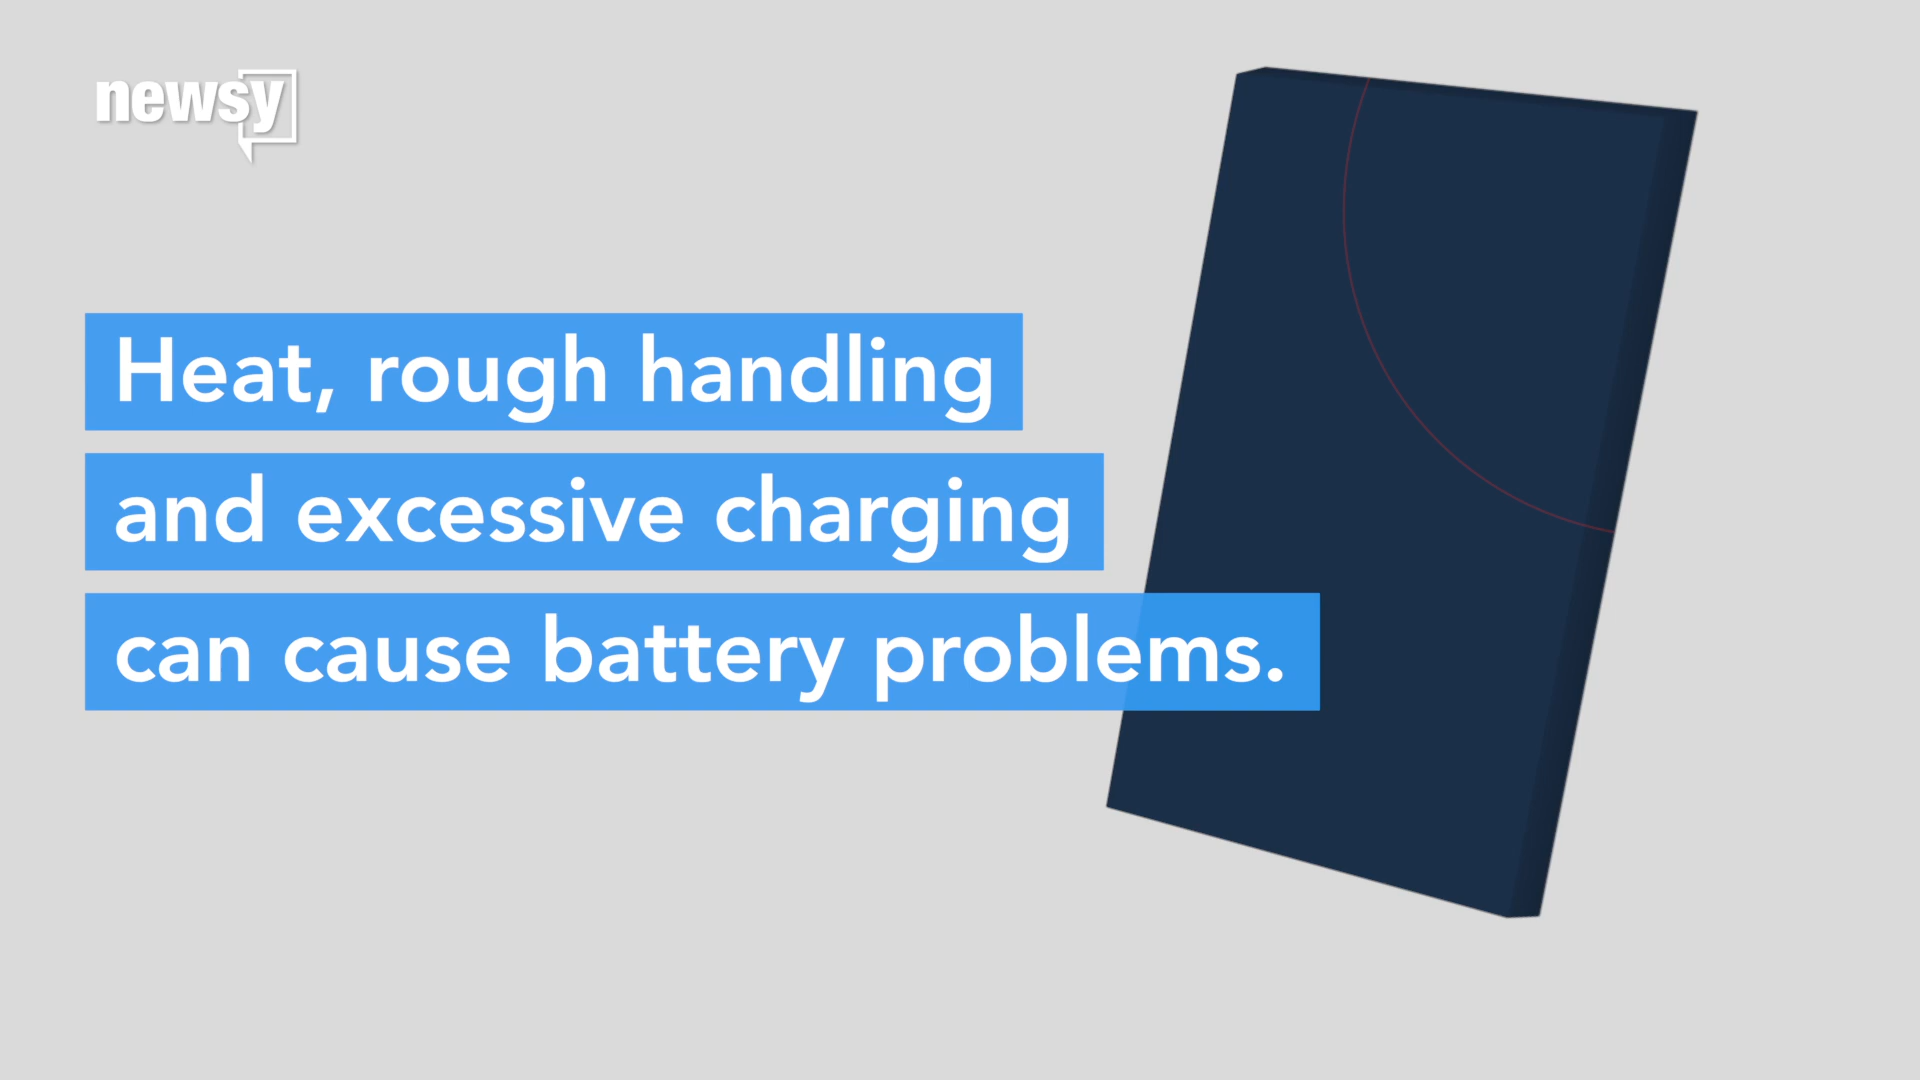 newsy
Heat, rough handling
and excessive charging
can cause battery problems.